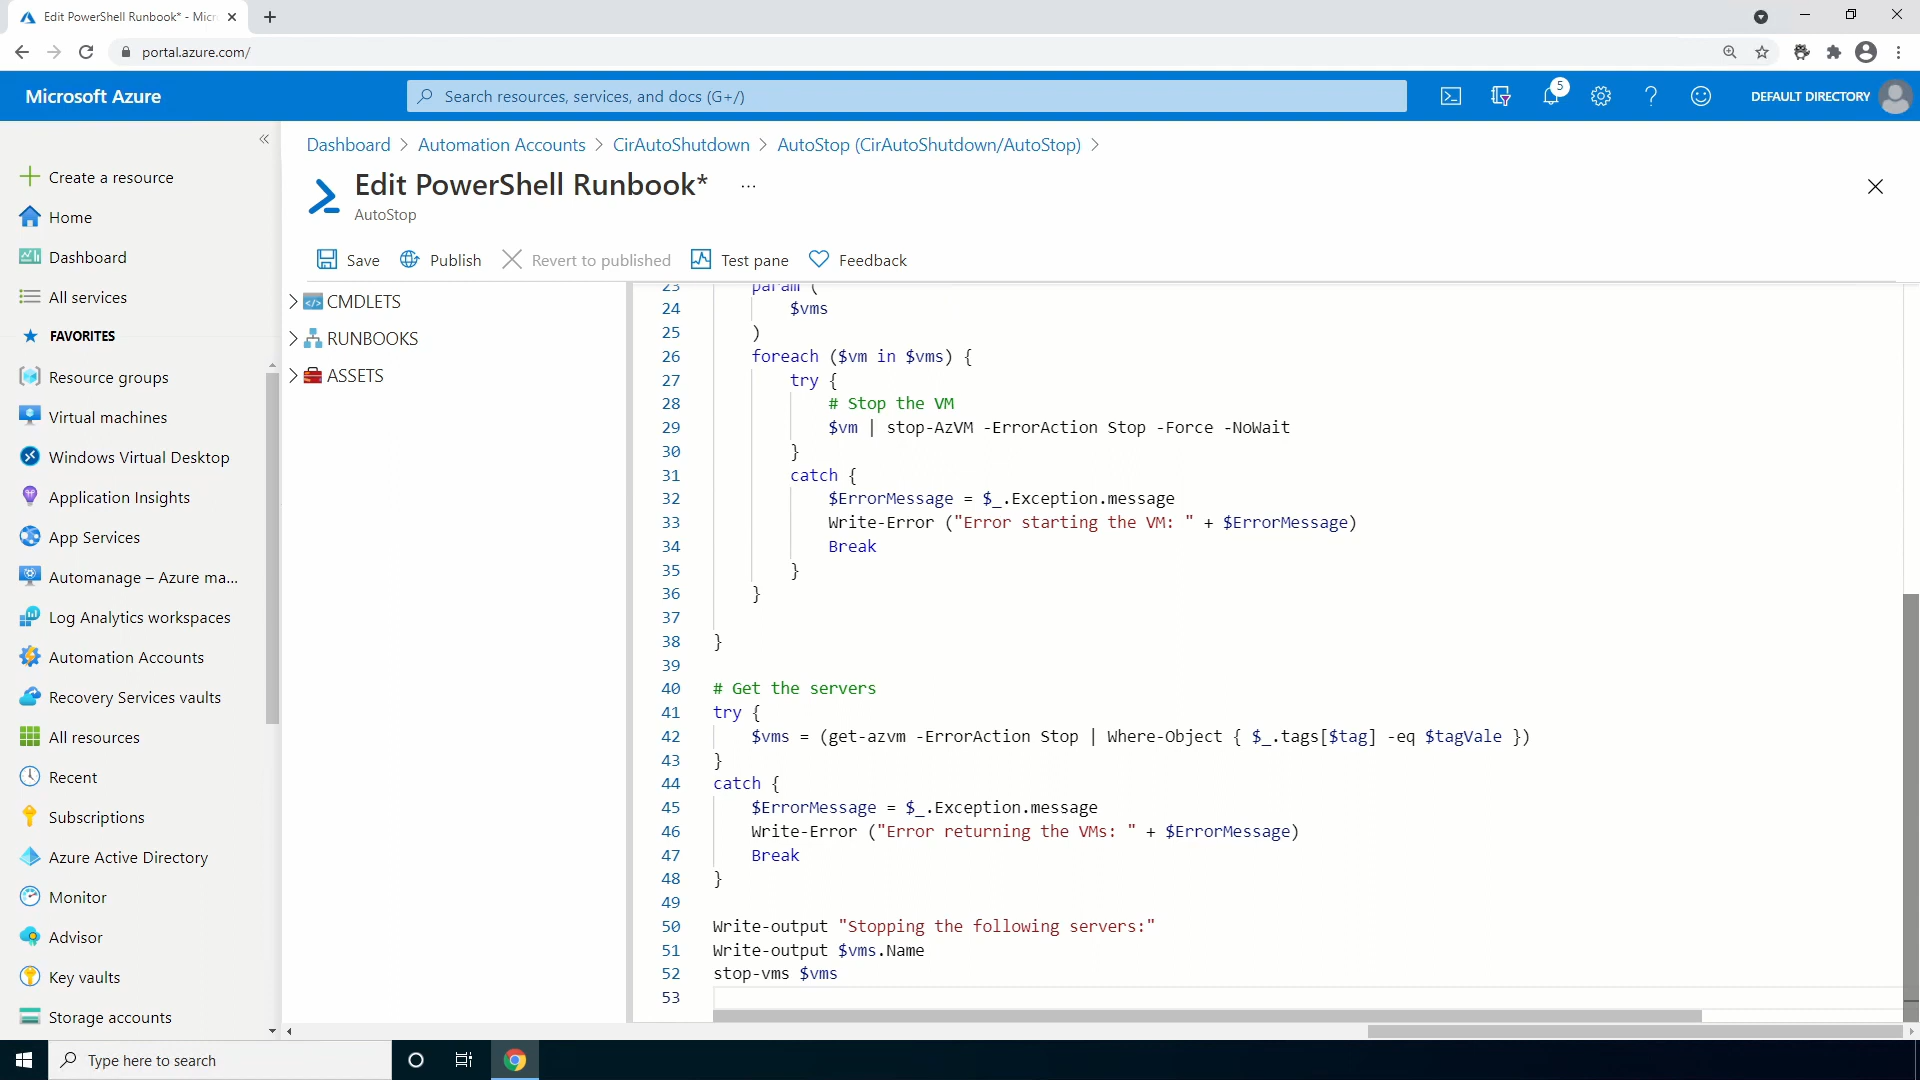 Edit PowerShell Runbook* - Micr
portal.azure.com/
Microsoft Azure
Search resources, services, and docs (G+/)
5
DEFAULT DIRECTORY
Dashboard > Automation Accounts > CirAutoShutdown > AutoStop (CirAutoShutdown/AutoStop) >
Edit PowerShell Runbook* ...
AutoStop
Save Publish Revert to published Test pane Feedback
Create a resource
Home
Dashboard
All services
FAVORITES
Resource groups
Virtual machines
Windows Virtual Desktop
Application Insights
App Services
Automanage – Azure ma...
Log Analytics workspaces
Automation Accounts
Recovery Services vaults
All resources
Recent
Subscriptions
Azure Active Directory
Monitor
Advisor
Key vaults
Storage accounts
CMDLETS
RUNBOOKS
ASSETS
23 param (
24 $vms
25 )
26 foreach ($vm in $vms) {
27 try {
28 # Stop the VM
29 $vm | stop-AzVM -ErrorAction Stop -Force -NoWait
30 }
31 catch {
32 $ErrorMessage = $_.Exception.message
33 Write-Error ("Error starting the VM: " + $ErrorMessage)
34 Break
35 }
36 }
37
38 }
39
40 # Get the servers
41 try {
42 $vms = (get-azvm -ErrorAction Stop | Where-Object { $_.tags[$tag] -eq $tagVale })
43 }
44 catch {
45 $ErrorMessage = $_.Exception.message
46 Write-Error ("Error returning the VMs: " + $ErrorMessage)
47 Break
48 }
49
50 Write-output "Stopping the following servers:"
51 Write-output $vms.Name
52 stop-vms $vms
53
Type here to search